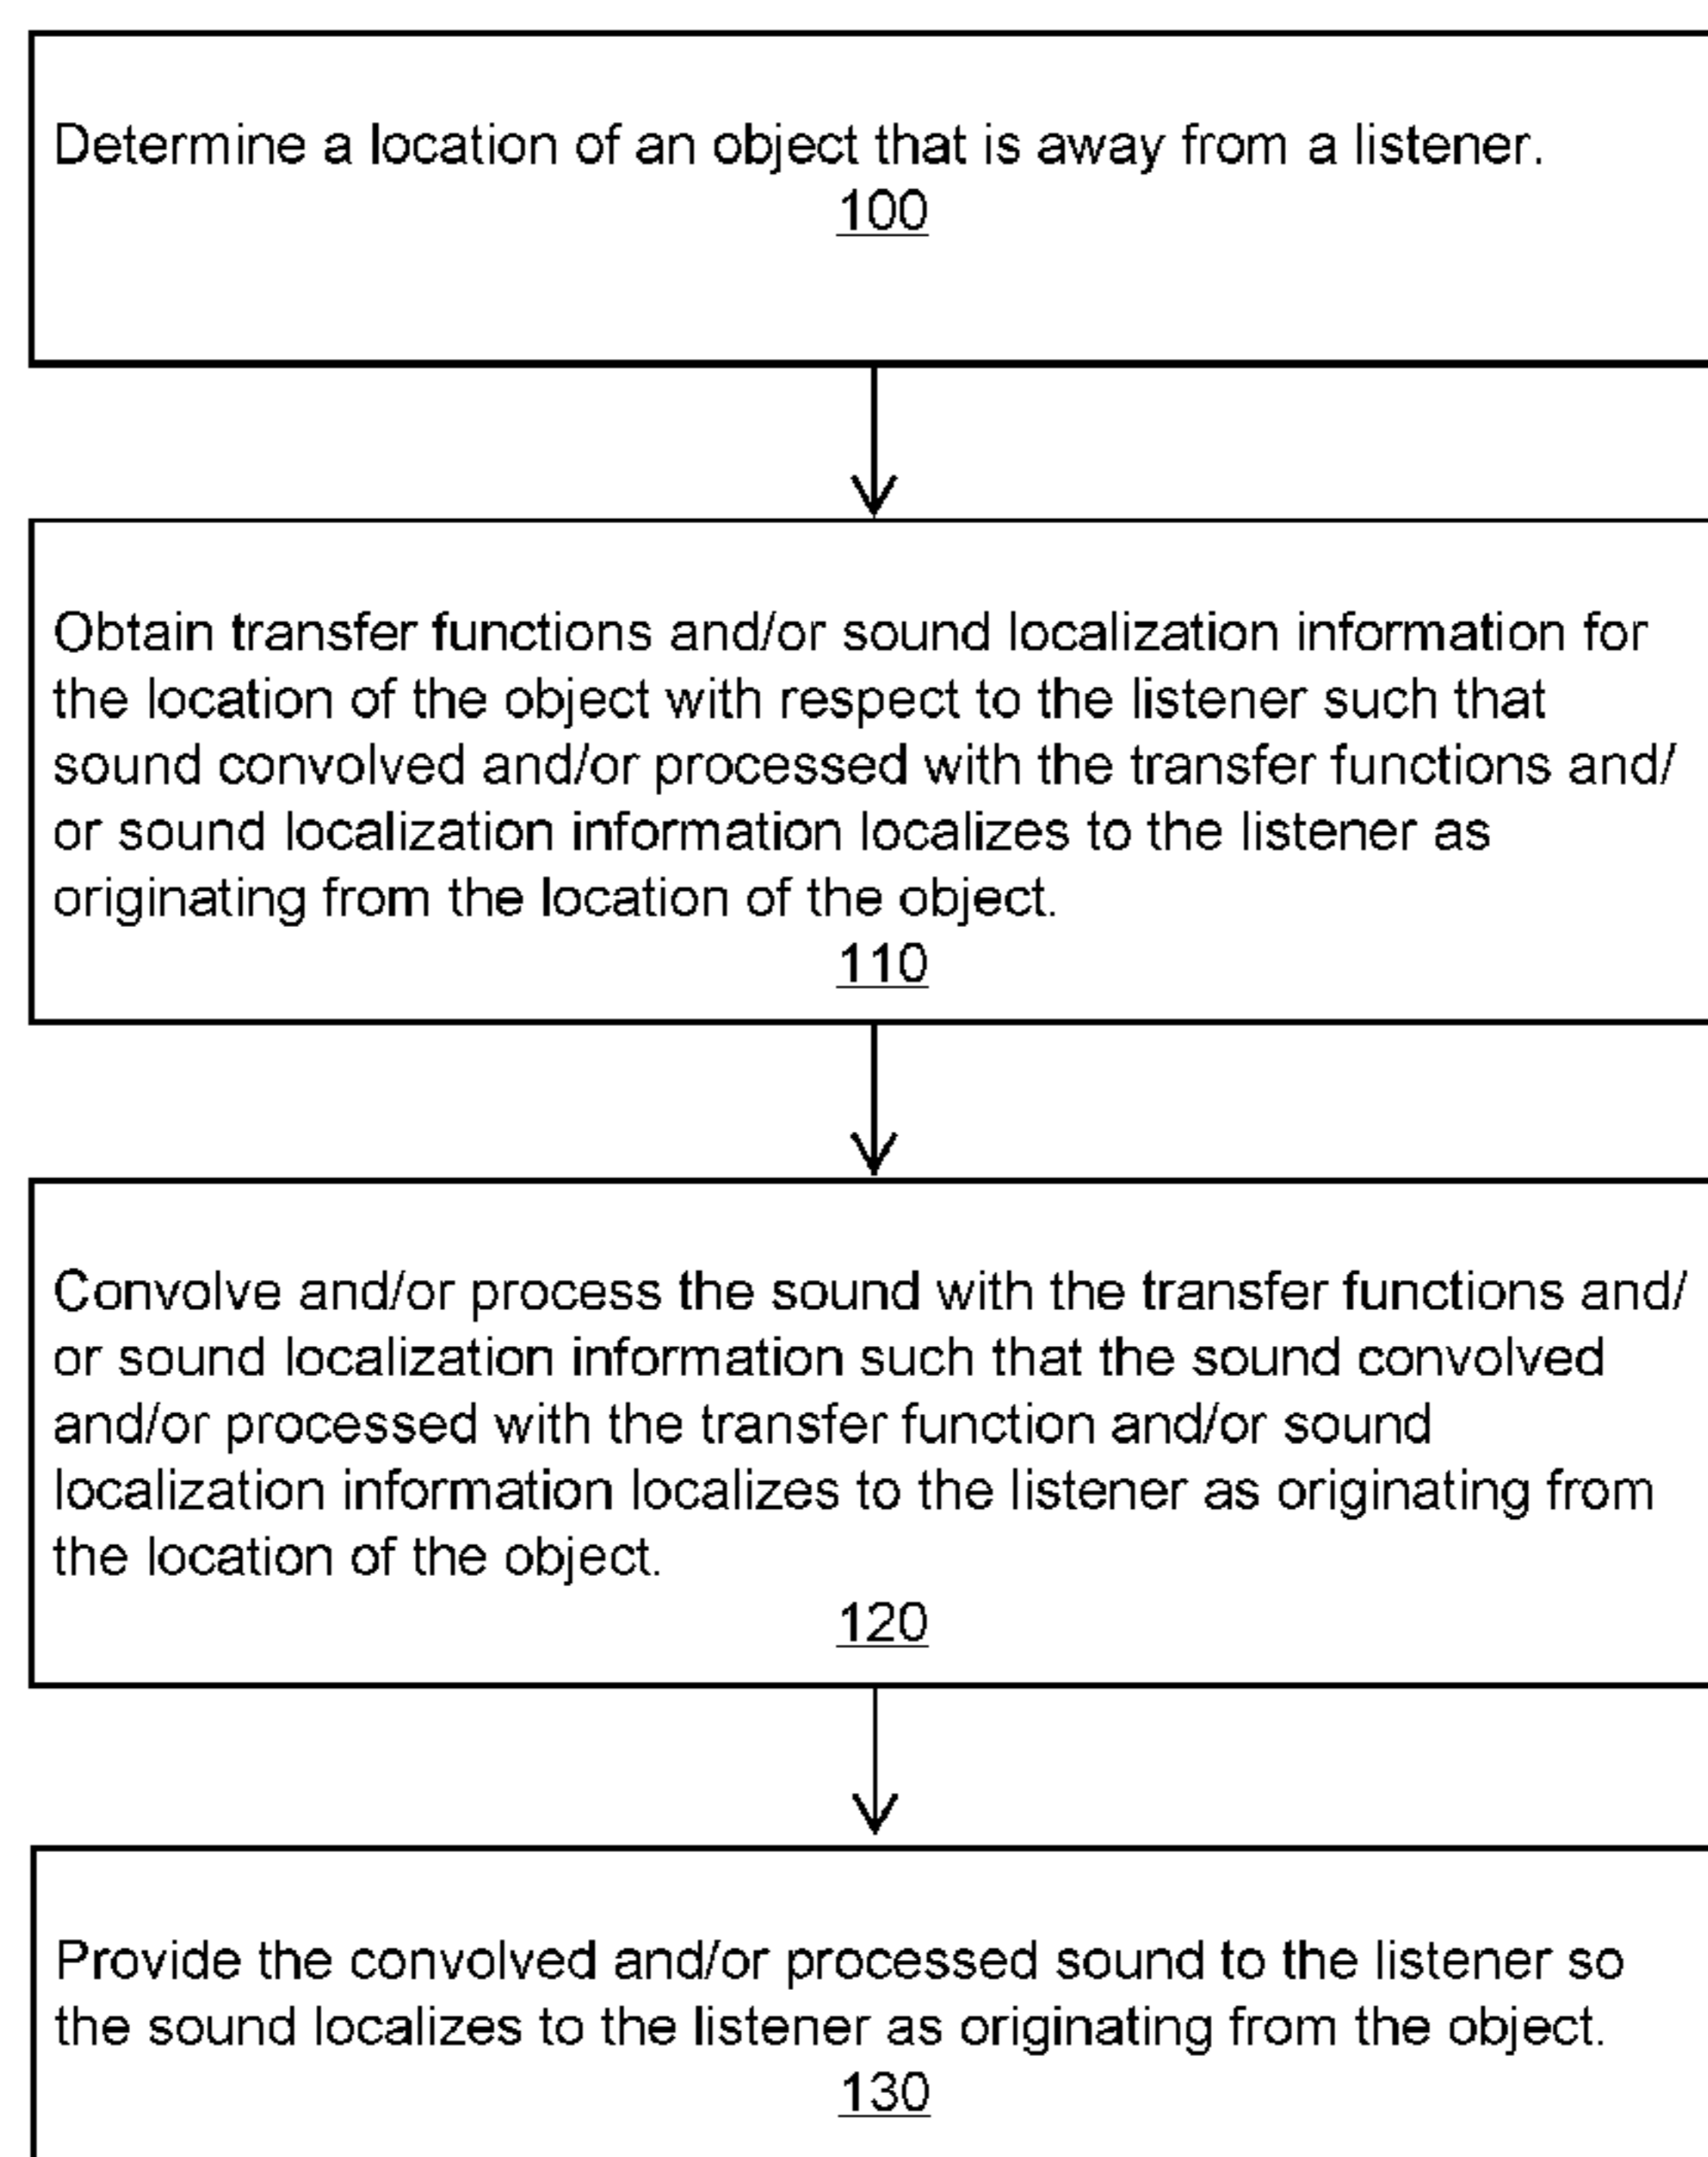 Determine a location of an object that is away from a listener.
100
Obtain transfer functions and/or sound localization information for
the location of the object with respect to the listener such that
sound convolved and/or processed with the transfer functions and/
or sound localization information localizes to the listener as
originating from the location of the object.
110
Convolve and/or process the sound with the transfer functions and/
or sound localization information such that the sound convolved
and/or processed with the transfer function and/or sound
localization information localizes to the listener as originating from
the location of the object.
120
Provide the convolved and/or processed sound to the listener so
the sound localizes to the listener as originating from the object.
130